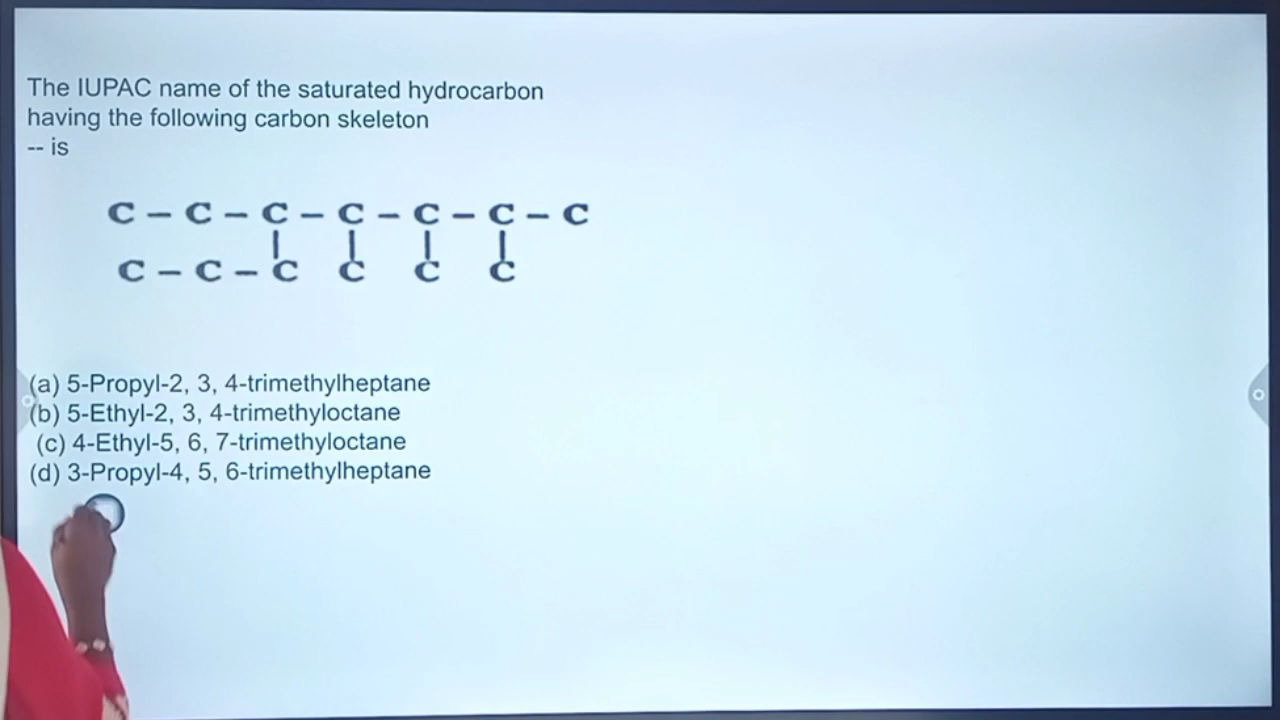 The IUPAC name of the saturated hydrocarbon
having the following carbon skeleton
-- is
C – C – C – C – C – C – C
| | | |
C – C – C C C C
(a) 5-Propyl-2, 3, 4-trimethylheptane
(b) 5-Ethyl-2, 3, 4-trimethyloctane
(c) 4-Ethyl-5, 6, 7-trimethyloctane
(d) 3-Propyl-4, 5, 6-trimethylheptane